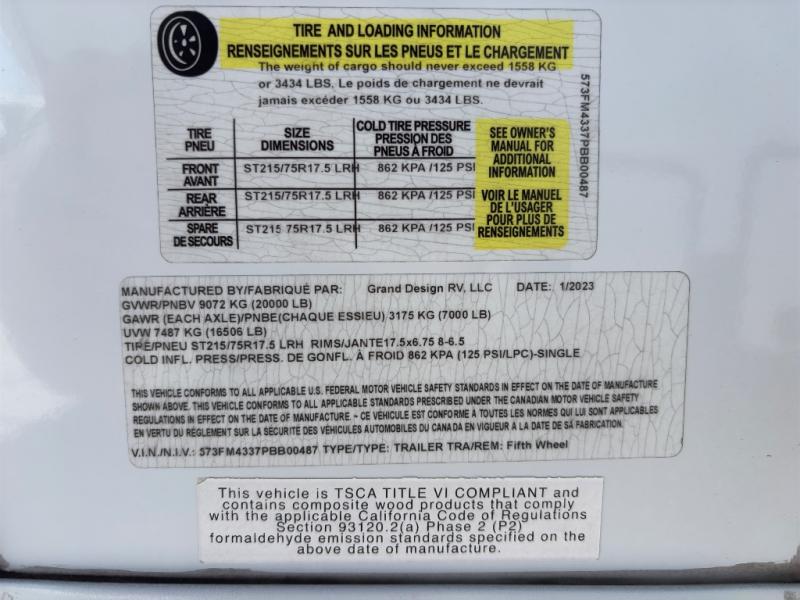 TIRE AND LOADING INFORMATION
RENSEIGNEMENTS SUR LES PNEUS ET LE CHARGEMENT
The weight of cargo should never exceed 1558 KG
or 3434 LBS. Le poids de chargement ne devrait
jamais excéder 1558 KG ou 3434 LBS.
TIRE PNEU SIZE DIMENSIONS COLD TIRE PRESSURE PRESSION DES PNEUS À FROID
FRONT AVANT ST215/75R17.5 LRH 862 KPA /125 PSI
REAR ARRIÈRE ST215/75R17.5 LRH 862 KPA /125 PSI
SPARE DE SECOURS ST215 75R17.5 LRH 862 KPA /125 PSI
SEE OWNER'S
MANUAL FOR
ADDITIONAL
INFORMATION
VOIR LE MANUEL
DE L'USAGER
POUR PLUS DE
RENSEIGNEMENTS
573FM4337PBB00487
MANUFACTURED BY/FABRIQUÉ PAR: Grand Design RV, LLC DATE: 1/2023
GVWR/PNBV 9072 KG (20000 LB)
GAWR (EACH AXLE)/PNBE(CHAQUE ESSIEU) 3175 KG (7000 LB)
UVW 7487 KG (16506 LB)
TIRE/PNEU ST215/75R17.5 LRH RIMS/JANTE17.5x6.75 8-6.5
COLD INFL. PRESS/PRESS. DE GONFL. À FROID 862 KPA (125 PSI/LPC)-SINGLE
THIS VEHICLE CONFORMS TO ALL APPLICABLE U.S. FEDERAL MOTOR VEHICLE SAFETY STANDARDS IN EFFECT ON THE DATE OF MANUFACTURE
SHOWN ABOVE. THIS VEHICLE CONFORMS TO ALL APPLICABLE STANDARDS PRESCRIBED UNDER THE CANADIAN MOTOR VEHICLE SAFETY
REGULATIONS IN EFFECT ON THE DATE OF MANUFACTURE. ~ CE VÉHICULE EST CONFORME A TOUTES LES NORMES QUI LUI SONT APPLICABLES
EN VERTU DU RÈGLEMENT SUR LA SÉCURITÉ DES VÉHICULES AUTOMOBILES DU CANADA EN VIGUEUR A LA DATE DE SA FABRICATION.
V.I.N./N.I.V.: 573FM4337PBB00487 TYPE/TYPE: TRAILER TRA/REM: Fifth Wheel
This vehicle is TSCA TITLE VI COMPLIANT and
contains composite wood products that comply
with the applicable California Code of Regulations
Section 93120.2(a) Phase 2 (P2)
formaldehyde emission standards specified on the
above date of manufacture.